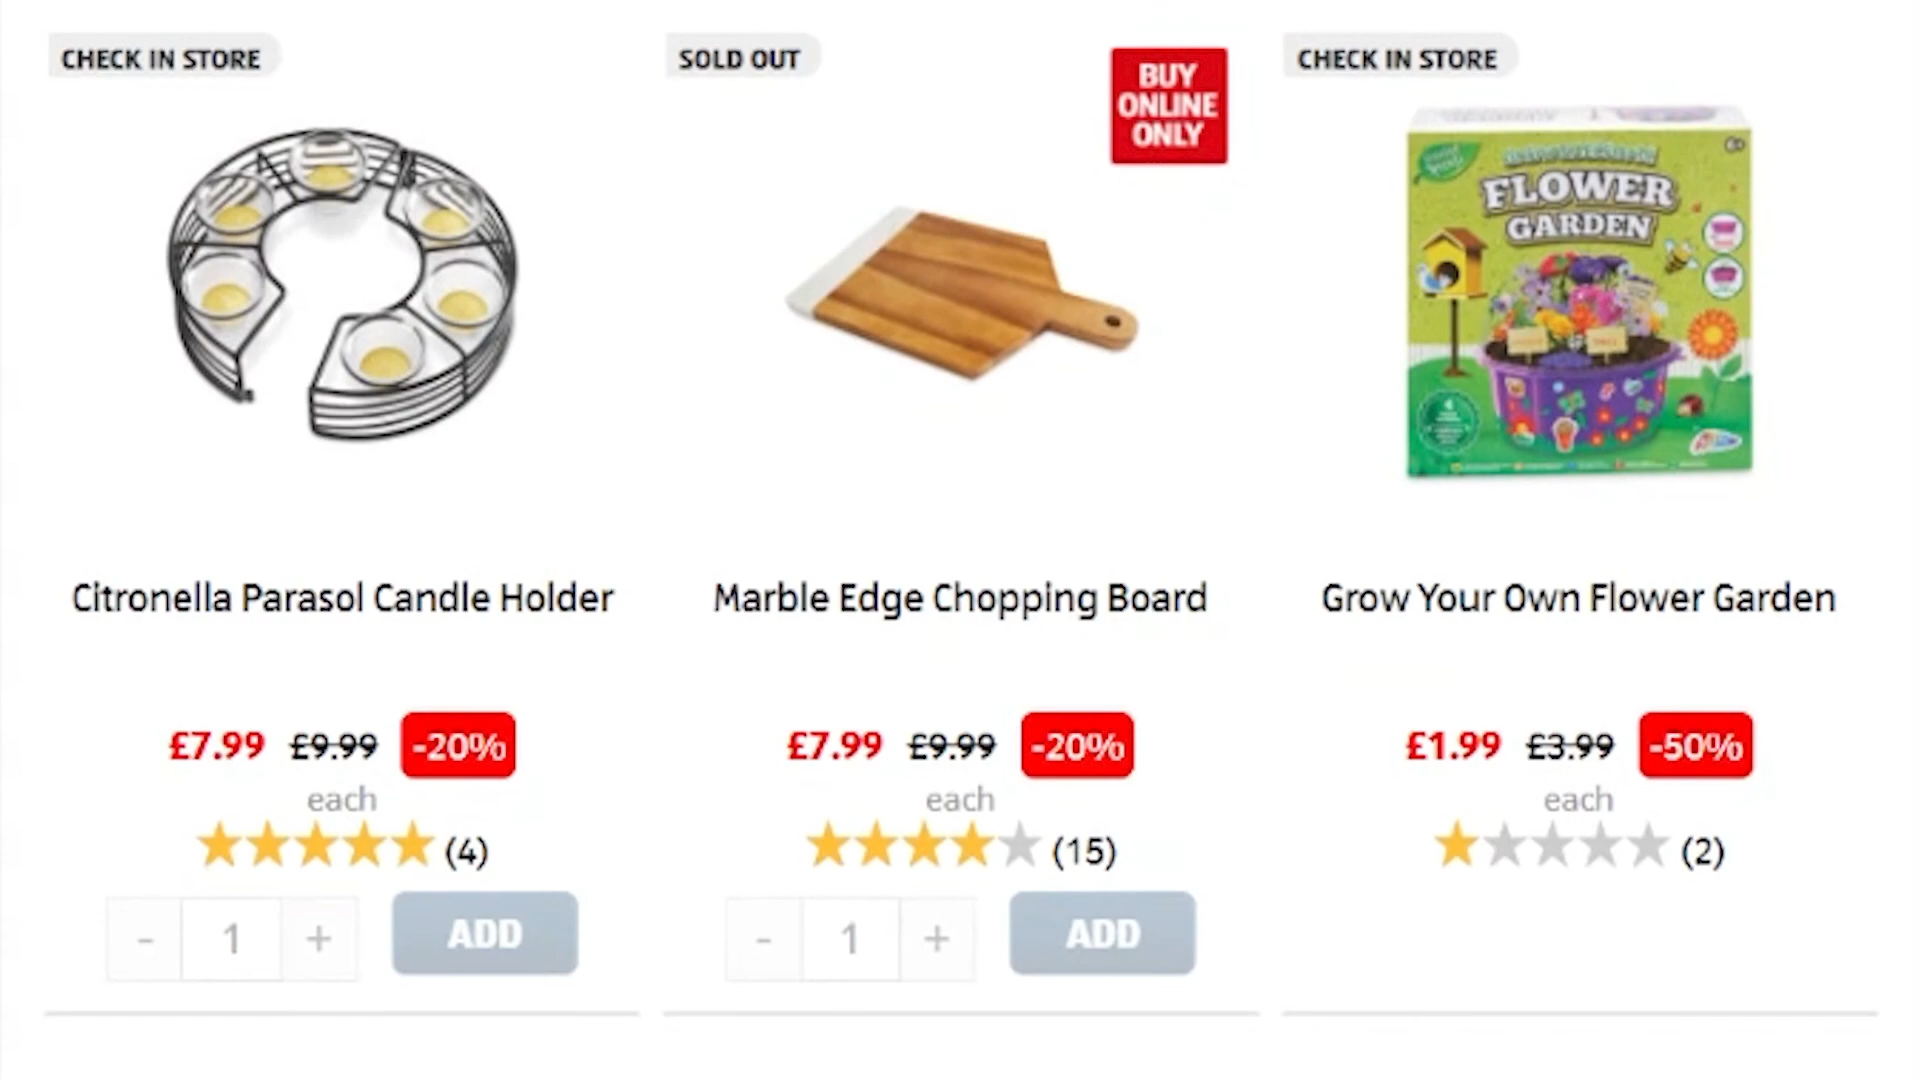 CHECK IN STORE
Citronella Parasol Candle Holder
£7.99 £9.99 -20%
each
(4)
- 1 + ADD
SOLD OUT
BUY
ONLINE
ONLY
Marble Edge Chopping Board
£7.99 £9.99 -20%
each
(15)
- 1 + ADD
CHECK IN STORE
FLOWER
GARDEN
Grow Your Own Flower Garden
£1.99 £3.99 -50%
each
(2)